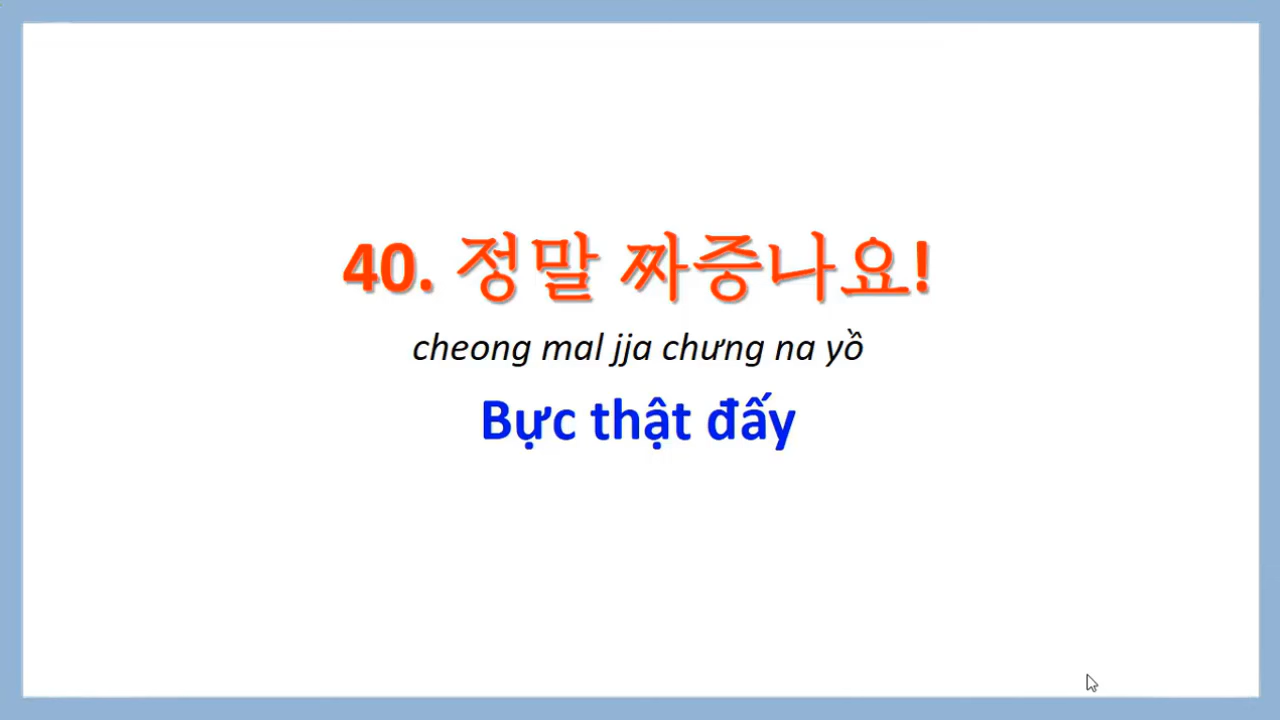 40. 정말 짜증나요!
cheong mal jja chưng na yồ
Bực thật đấy